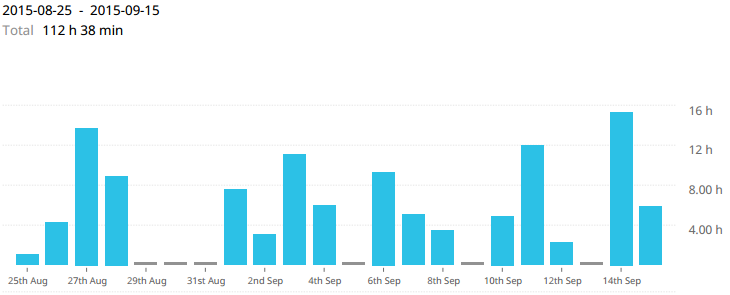 2015-08-25 - 2015-09-15
Total 112 h 38 min
16 h
12 h
8.00 h
4.00 h
25th Aug 27th Aug 29th Aug 31st Aug 2nd Sep 4th Sep 6th Sep 8th Sep 10th Sep 12th Sep 14th Sep